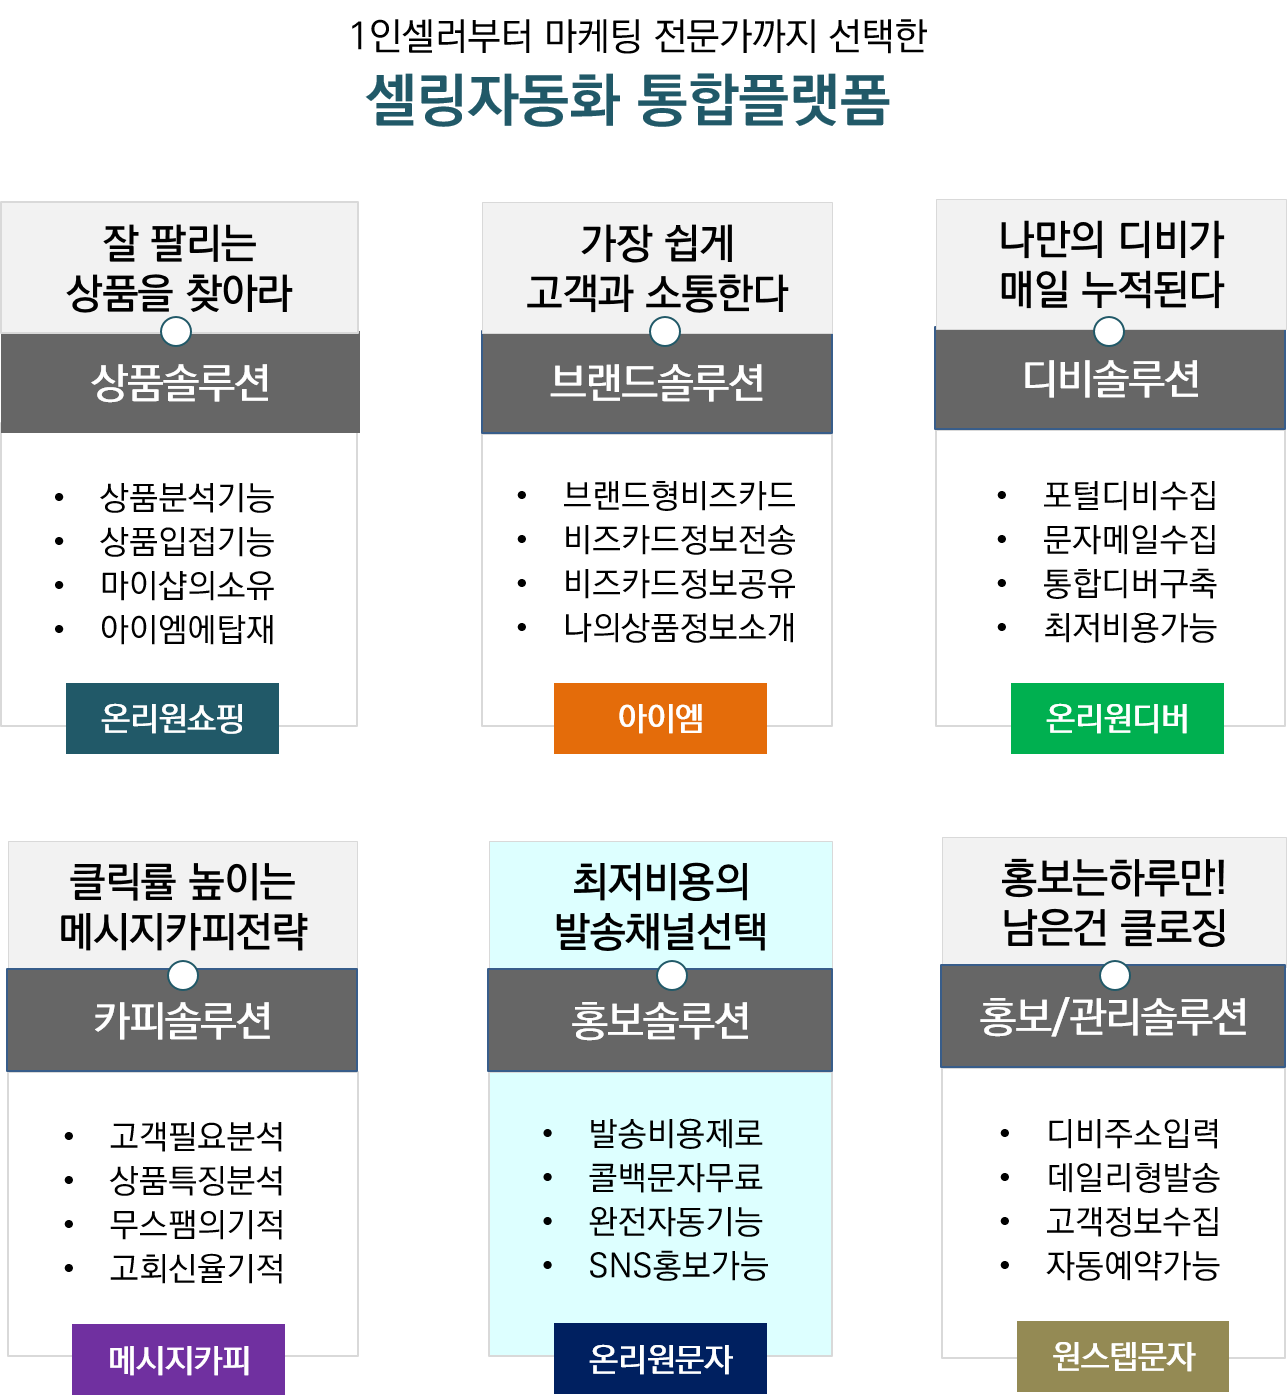 1인셀러부터 마케팅 전문가까지 선택한
셀링자동화 통합플랫폼
잘 팔리는
상품을 찾아라
상품솔루션
• 상품분석기능
• 상품입접기능
• 마이샵의소유
• 아이엠에탑재
온리원쇼핑
가장 쉽게
고객과 소통한다
브랜드솔루션
• 브랜드형비즈카드
• 비즈카드정보전송
• 비즈카드정보공유
• 나의상품정보소개
아이엠
나만의 디비가
매일 누적된다
디비솔루션
• 포털디비수집
• 문자메일수집
• 통합디버구축
• 최저비용가능
온리원디버
클릭률 높이는
메시지카피전략
카피솔루션
• 고객필요분석
• 상품특징분석
• 무스팸의기적
• 고회신율기적
메시지카피
최저비용의
발송채널선택
홍보솔루션
• 발송비용제로
• 콜백문자무료
• 완전자동기능
• SNS홍보가능
온리원문자
홍보는하루만!
남은건 클로징
홍보/관리솔루션
• 디비주소입력
• 데일리형발송
• 고객정보수집
• 자동예약가능
원스텝문자